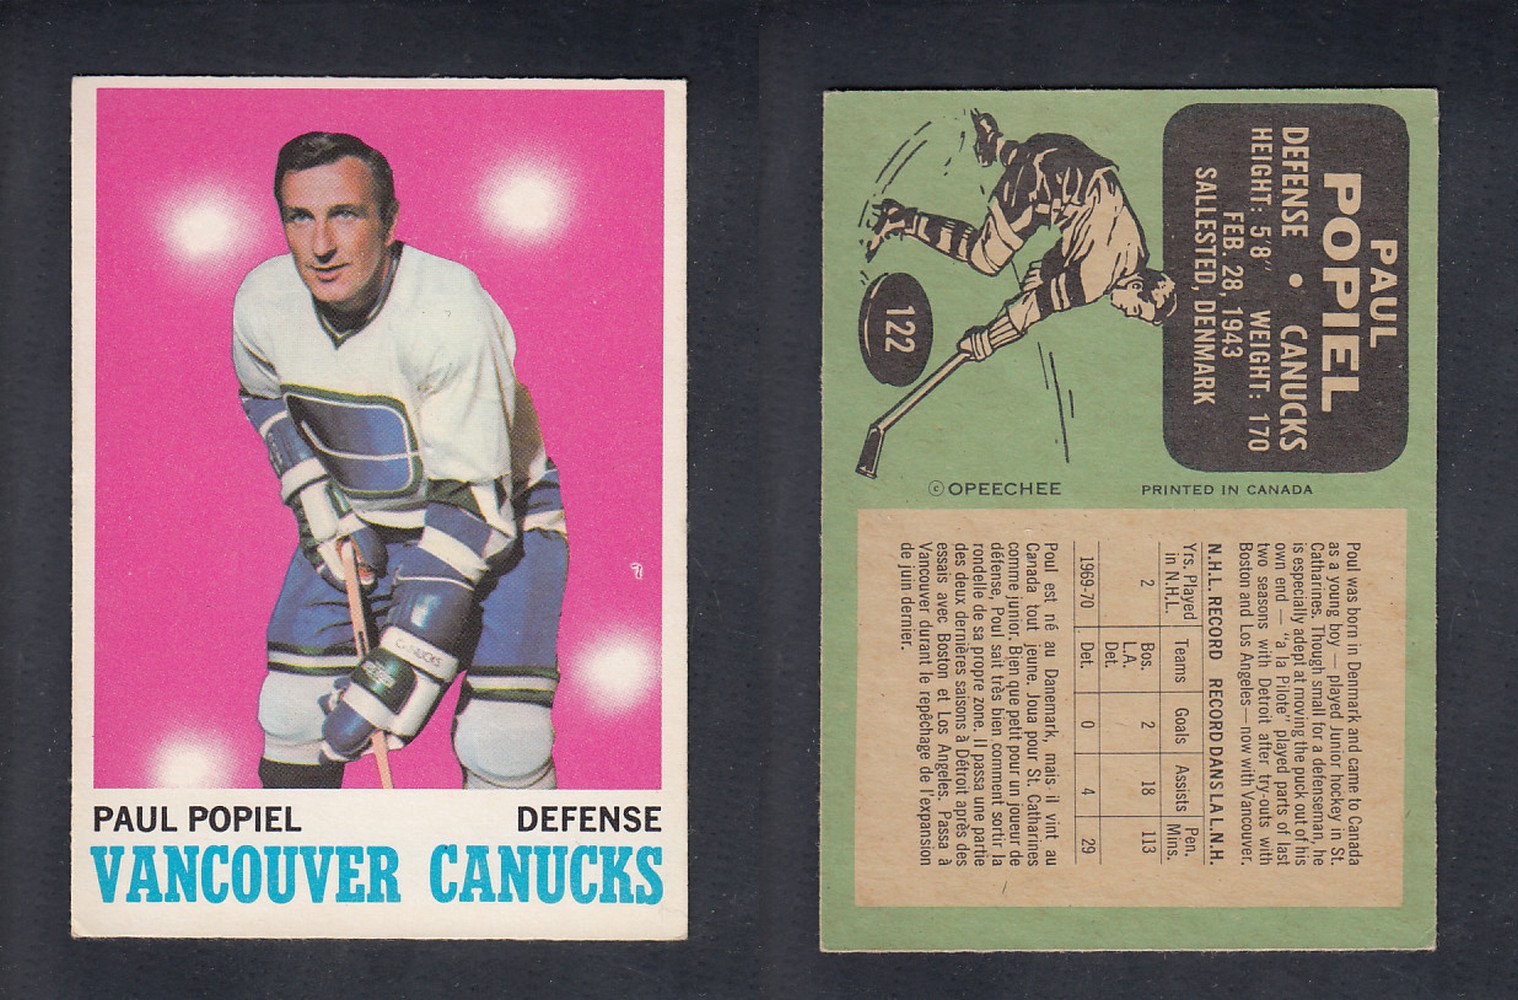 PAUL POPIEL DEFENSE
VANCOUVER CANUCKS
CANUCKS
PAUL
POPIEL
DEFENSE • CANUCKS
HEIGHT: 5'8" WEIGHT: 170
FEB. 28, 1943
SALLESTED, DENMARK
122
© OPEECHEE PRINTED IN CANADA
Poul was born in Denmark and came to Canada
as a young boy — played Junior hockey in St.
Catharines. Though small for a defenseman, he
is especially adept at moving the puck out of his
own end — "a la Pilote" played parts of last
two seasons with Detroit after try-outs with
Boston and Los Angeles — now with Vancouver.
N.H.L. RECORD RECORD DANS LA L.N.H.
Yrs. Played in N.H.L. Teams Goals Assists Pen. Mins.
2 Bos. 2 18 113
L.A.
Det.
1969-70 Det. 0 4 29
Poul est né au Danemark, mais il vint au
Canada tout jeune. Joua pour St. Catharines
comme junior. Bien que petit pour un joueur de
défense, Poul sait très bien comment sortir la
rondelle de sa propre zone. Il passa une partie
des deux dernières saisons à Détroit après des
essais avec Boston et Los Angeles. Passa à
Vancouver durant le repêchage de l'expansion
de juin dernier.